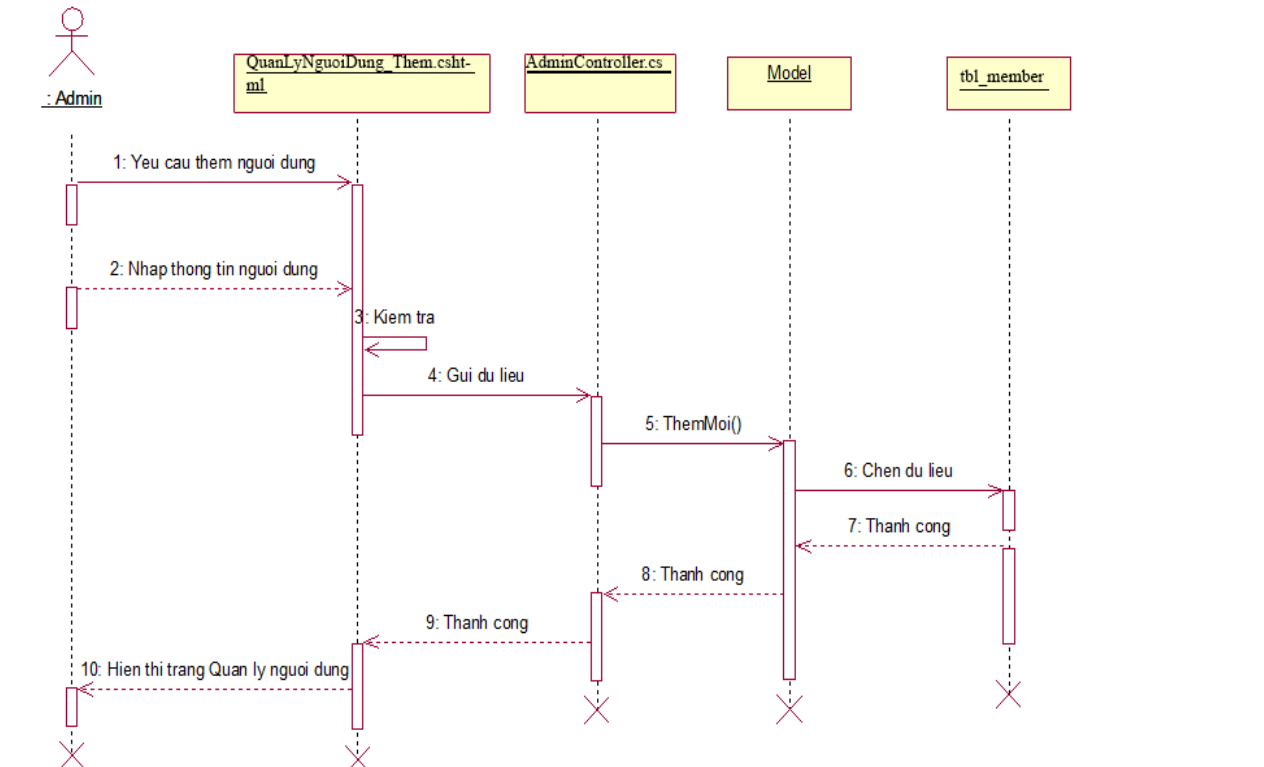 : Admin
QuanLyNguoiDung_Them.csht-
ml
AdminController.cs
Model
tbl_member
1: Yeu cau them nguoi dung
2: Nhap thong tin nguoi dung
3: Kiem tra
4: Gui du lieu
5: ThemMoi()
6: Chen du lieu
7: Thanh cong
8: Thanh cong
9: Thanh cong
10: Hien thi trang Quan ly nguoi dung